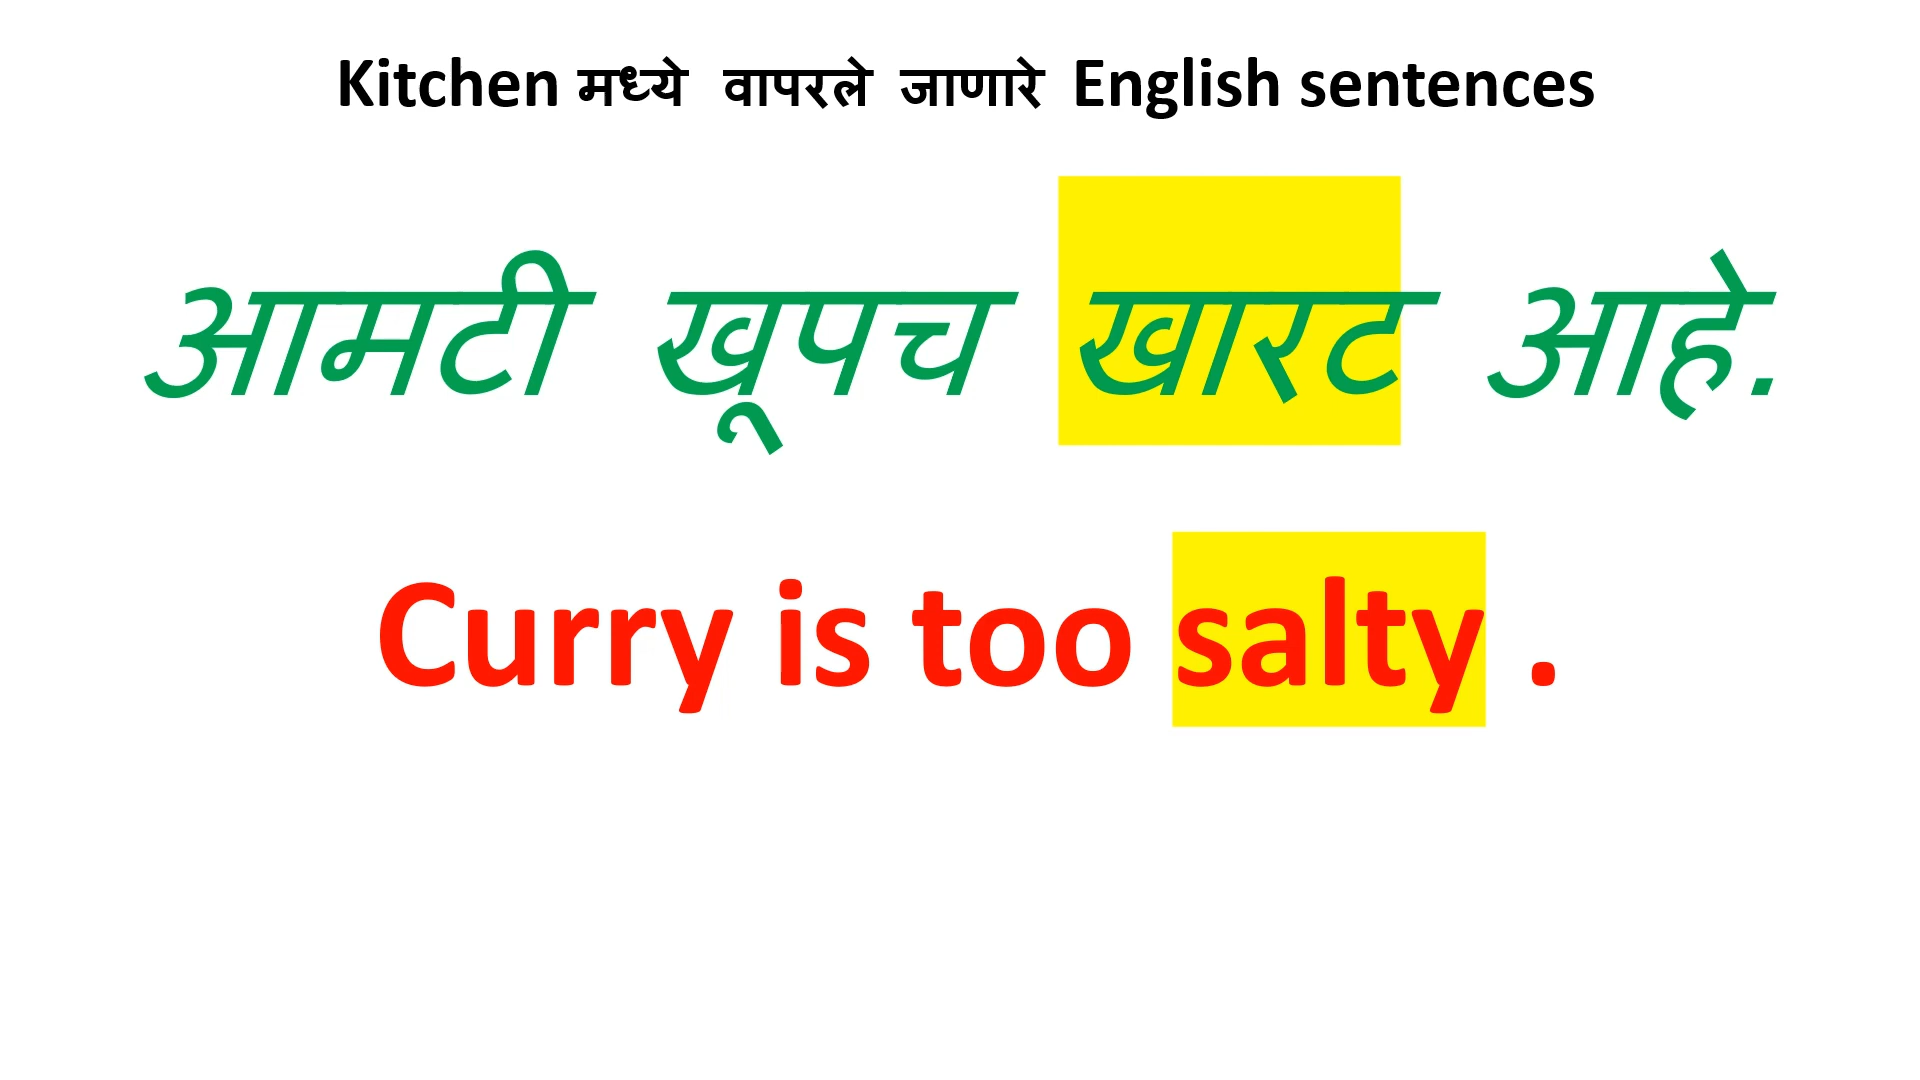 Kitchen मध्ये वापरले जाणारे English sentences
आमटी खूपच खारट आहे.
Curry is too salty .